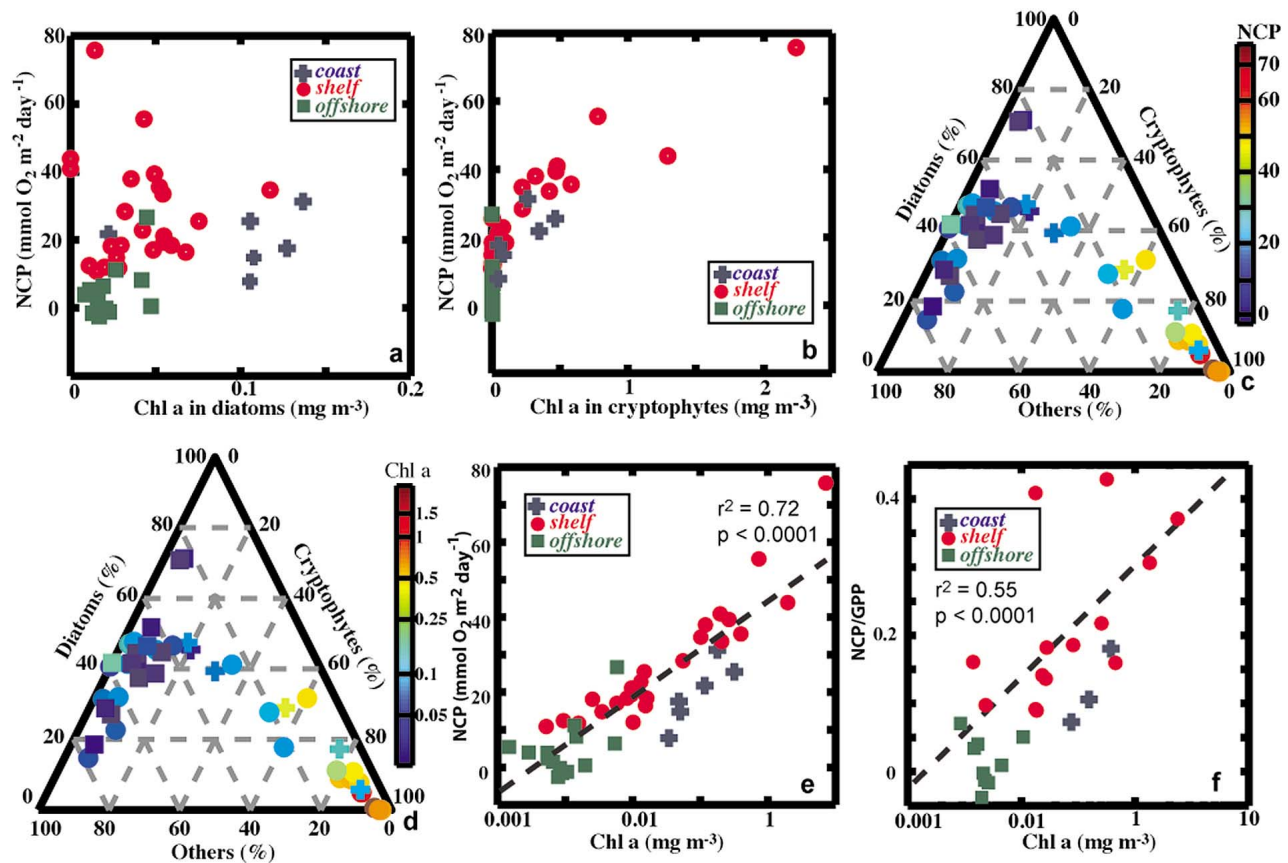 80
60
40
20
0
NCP (mmol O2 m-2 day-1)
coast
shelf
offshore
a
0
0.1
0.2
Chl a in diatoms (mg m-3)
80
60
40
20
0
NCP (mmol O2 m-2 day-1)
coast
shelf
offshore
b
0
1
2
Chl a in cryptophytes (mg m-3)
100 0
80 20
60 40
40 60
20 80
0 100
Diatoms (%)
Cryptophytes (%)
100 80 60 40 20 0
Others (%)
c
NCP
70
60
40
20
0
100 0
80 20
60 40
40 60
20 80
0 100
Diatoms (%)
Cryptophytes (%)
100 80 60 40 20 0
Others (%)
d
Chl a
1.5
1
0.5
0.25
0.1
0.05
80
60
40
20
0
NCP (mmol O2 m-2 day-1)
coast
shelf
offshore
r2 = 0.72
p < 0.0001
e
0.001 0.01 1
Chl a (mg m-3)
0.4
0.2
0
NCP/GPP
coast
shelf
offshore
r2 = 0.55
p < 0.0001
f
0.001 0.01 1 10
Chl a (mg m-3)